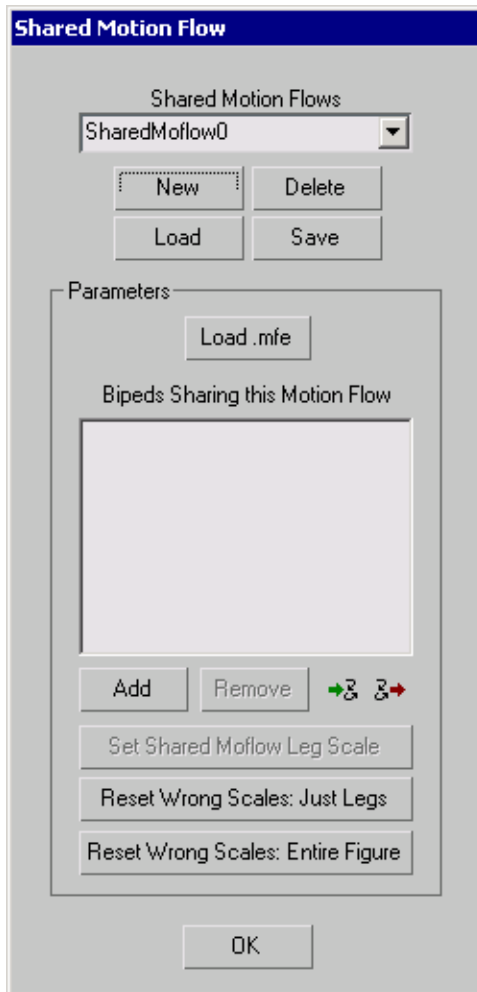 Shared Motion Flow
Shared Motion Flows
SharedMoflow0
New Delete
Load Save
Parameters
Load .mfe
Bipeds Sharing this Motion Flow
Add Remove
Set Shared Moflow Leg Scale
Reset Wrong Scales: Just Legs
Reset Wrong Scales: Entire Figure
OK